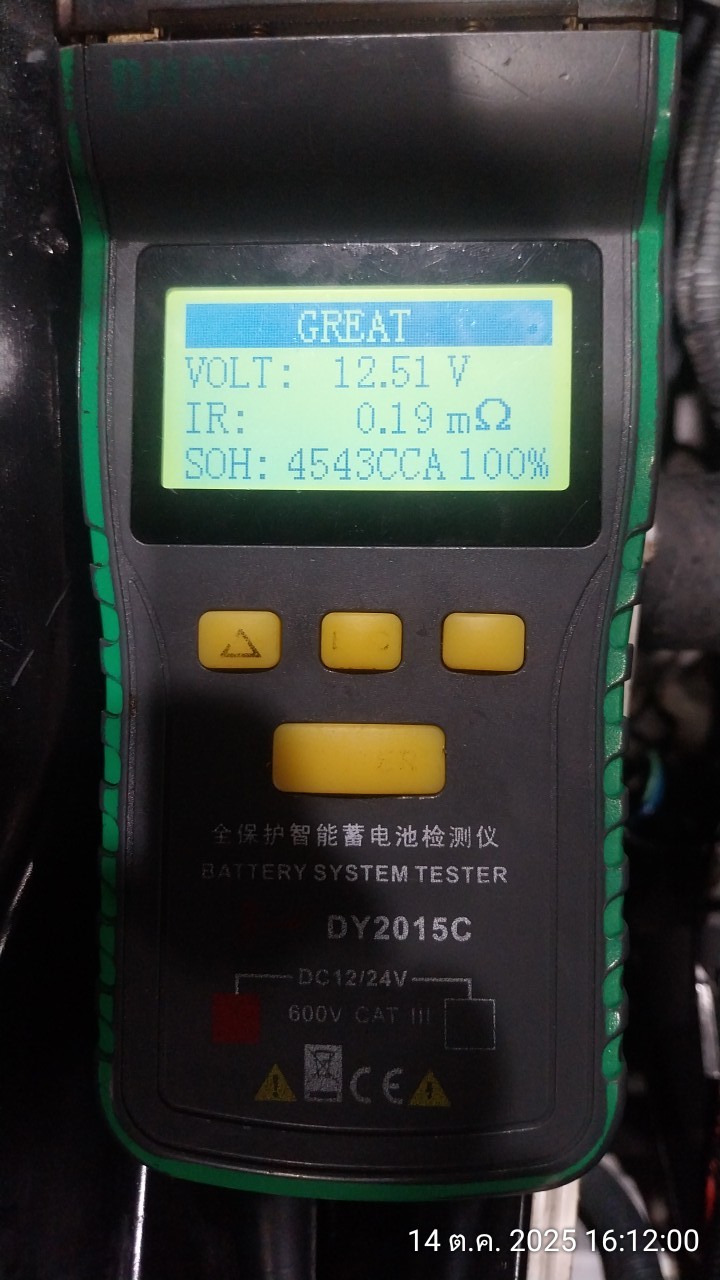 GREAT
VOLT: 12.51 V
IR: 0.19 mΩ
SOH: 4543CCA 100%
全保护智能蓄电池检测仪
BATTERY SYSTEM TESTER
DY2015C
DC12/24V
600V CAT III
CE
14 ต.ค. 2025 16:12:00